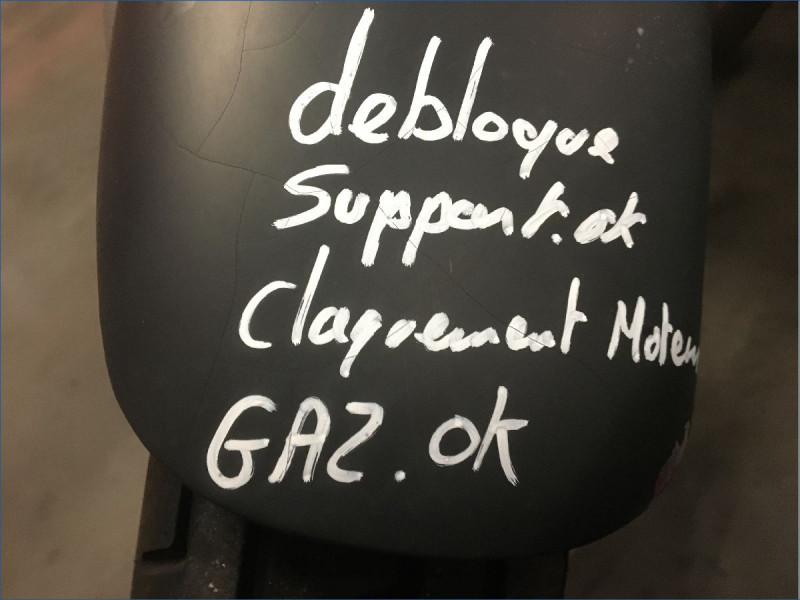 debloque
Support.ok
Claquement Moteur
GAZ.ok